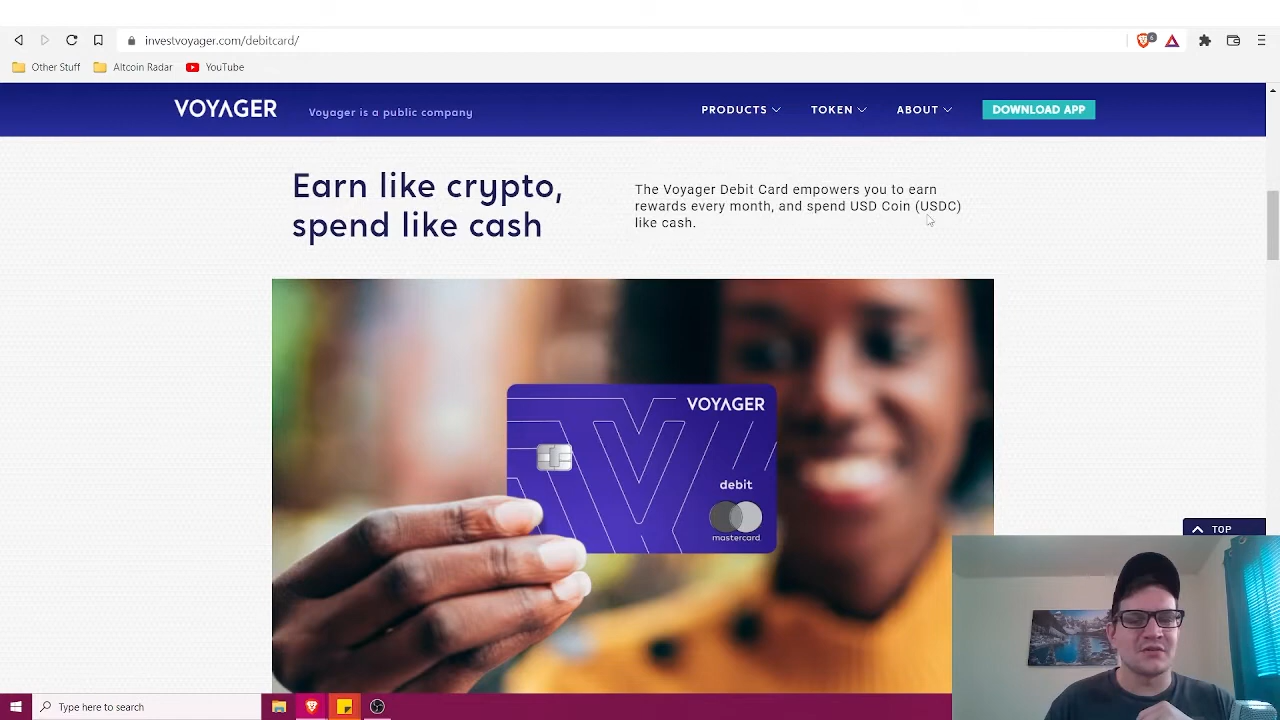 investvoyager.com/debitcard/
6
Other Stuff
Altcoin Radar
YouTube
VOYAGER
Voyager is a public company
PRODUCTS
TOKEN
ABOUT
DOWNLOAD APP
Earn like crypto,
spend like cash
The Voyager Debit Card empowers you to earn
rewards every month, and spend USD Coin (USDC)
like cash.
VOYAGER
debit
mastercard
TOP
Type here to search